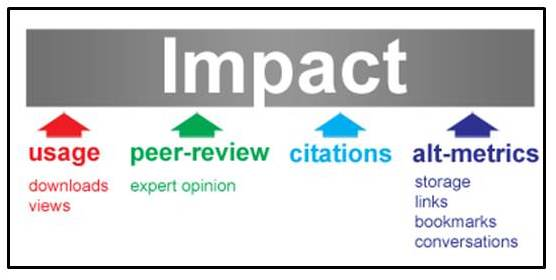 Impact
usage
downloads
views
peer-review
expert opinion
citations
alt-metrics
storage
links
bookmarks
conversations